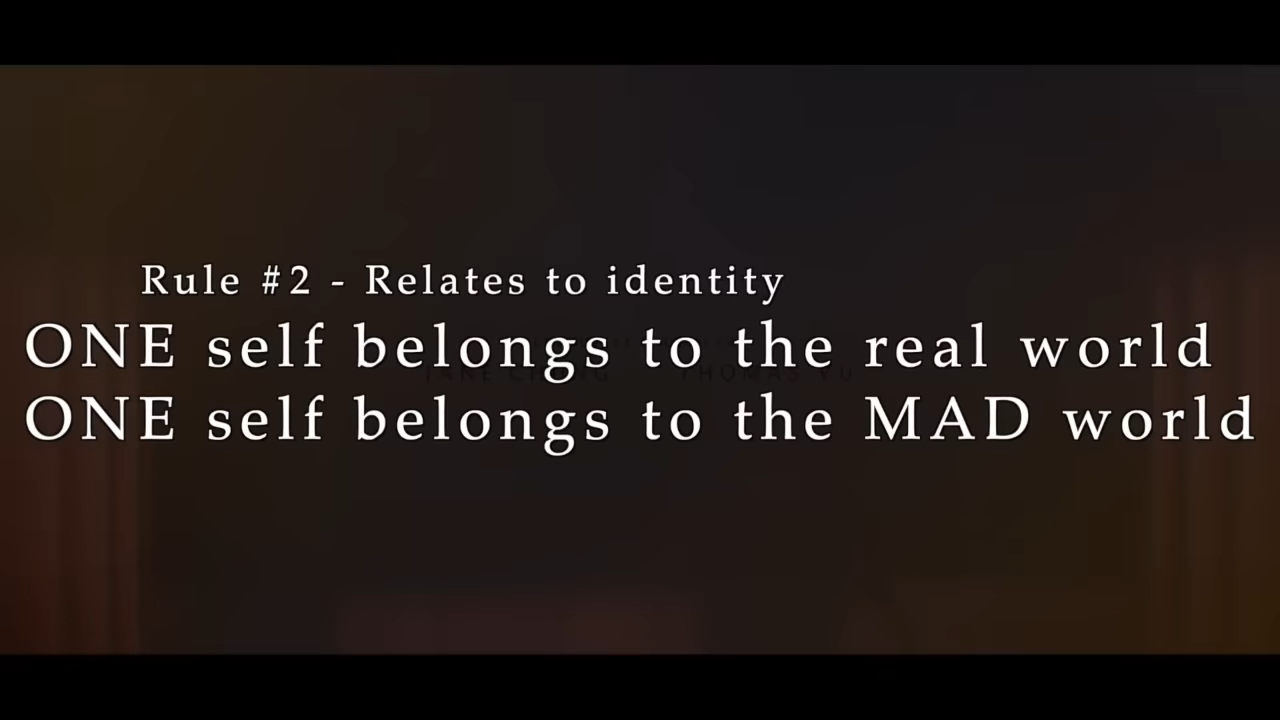 Rule #2 - Relates to identity
ONE self belongs to the real world
ONE self belongs to the MAD world